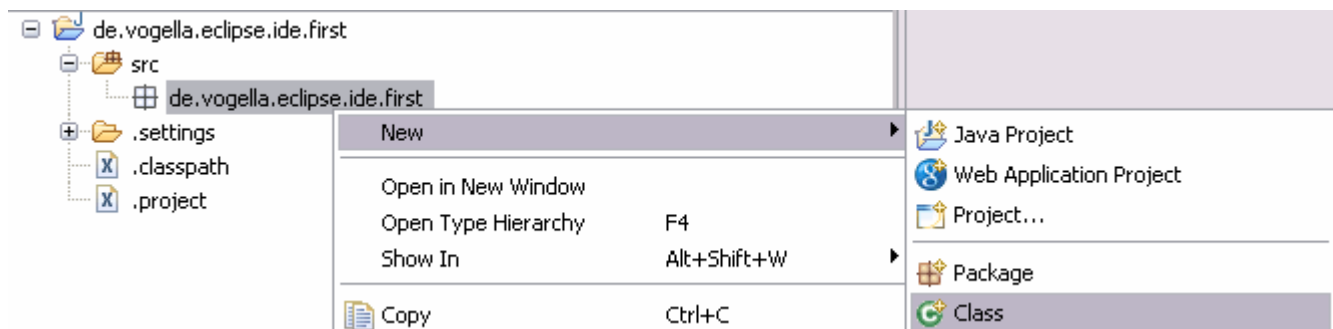 de.vogella.eclipse.ide.first
src
de.vogella.eclipse.ide.first
.settings
.classpath
.project
New
Open in New Window
Open Type Hierarchy F4
Show In Alt+Shift+W
Copy Ctrl+C
Java Project
Web Application Project
Project...
Package
Class